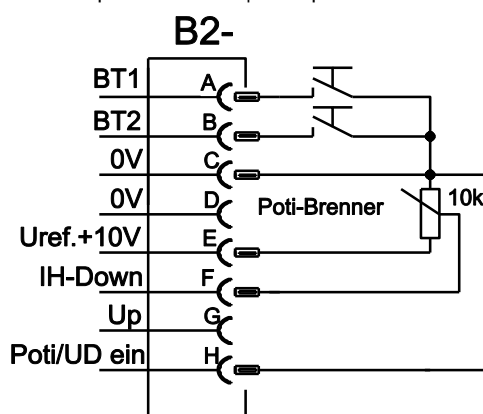 B2-
BT1 A
BT2 B
0V C
0V D Poti-Brenner 10k
Uref.+10V E
IH-Down F
Up G
Poti/UD ein H